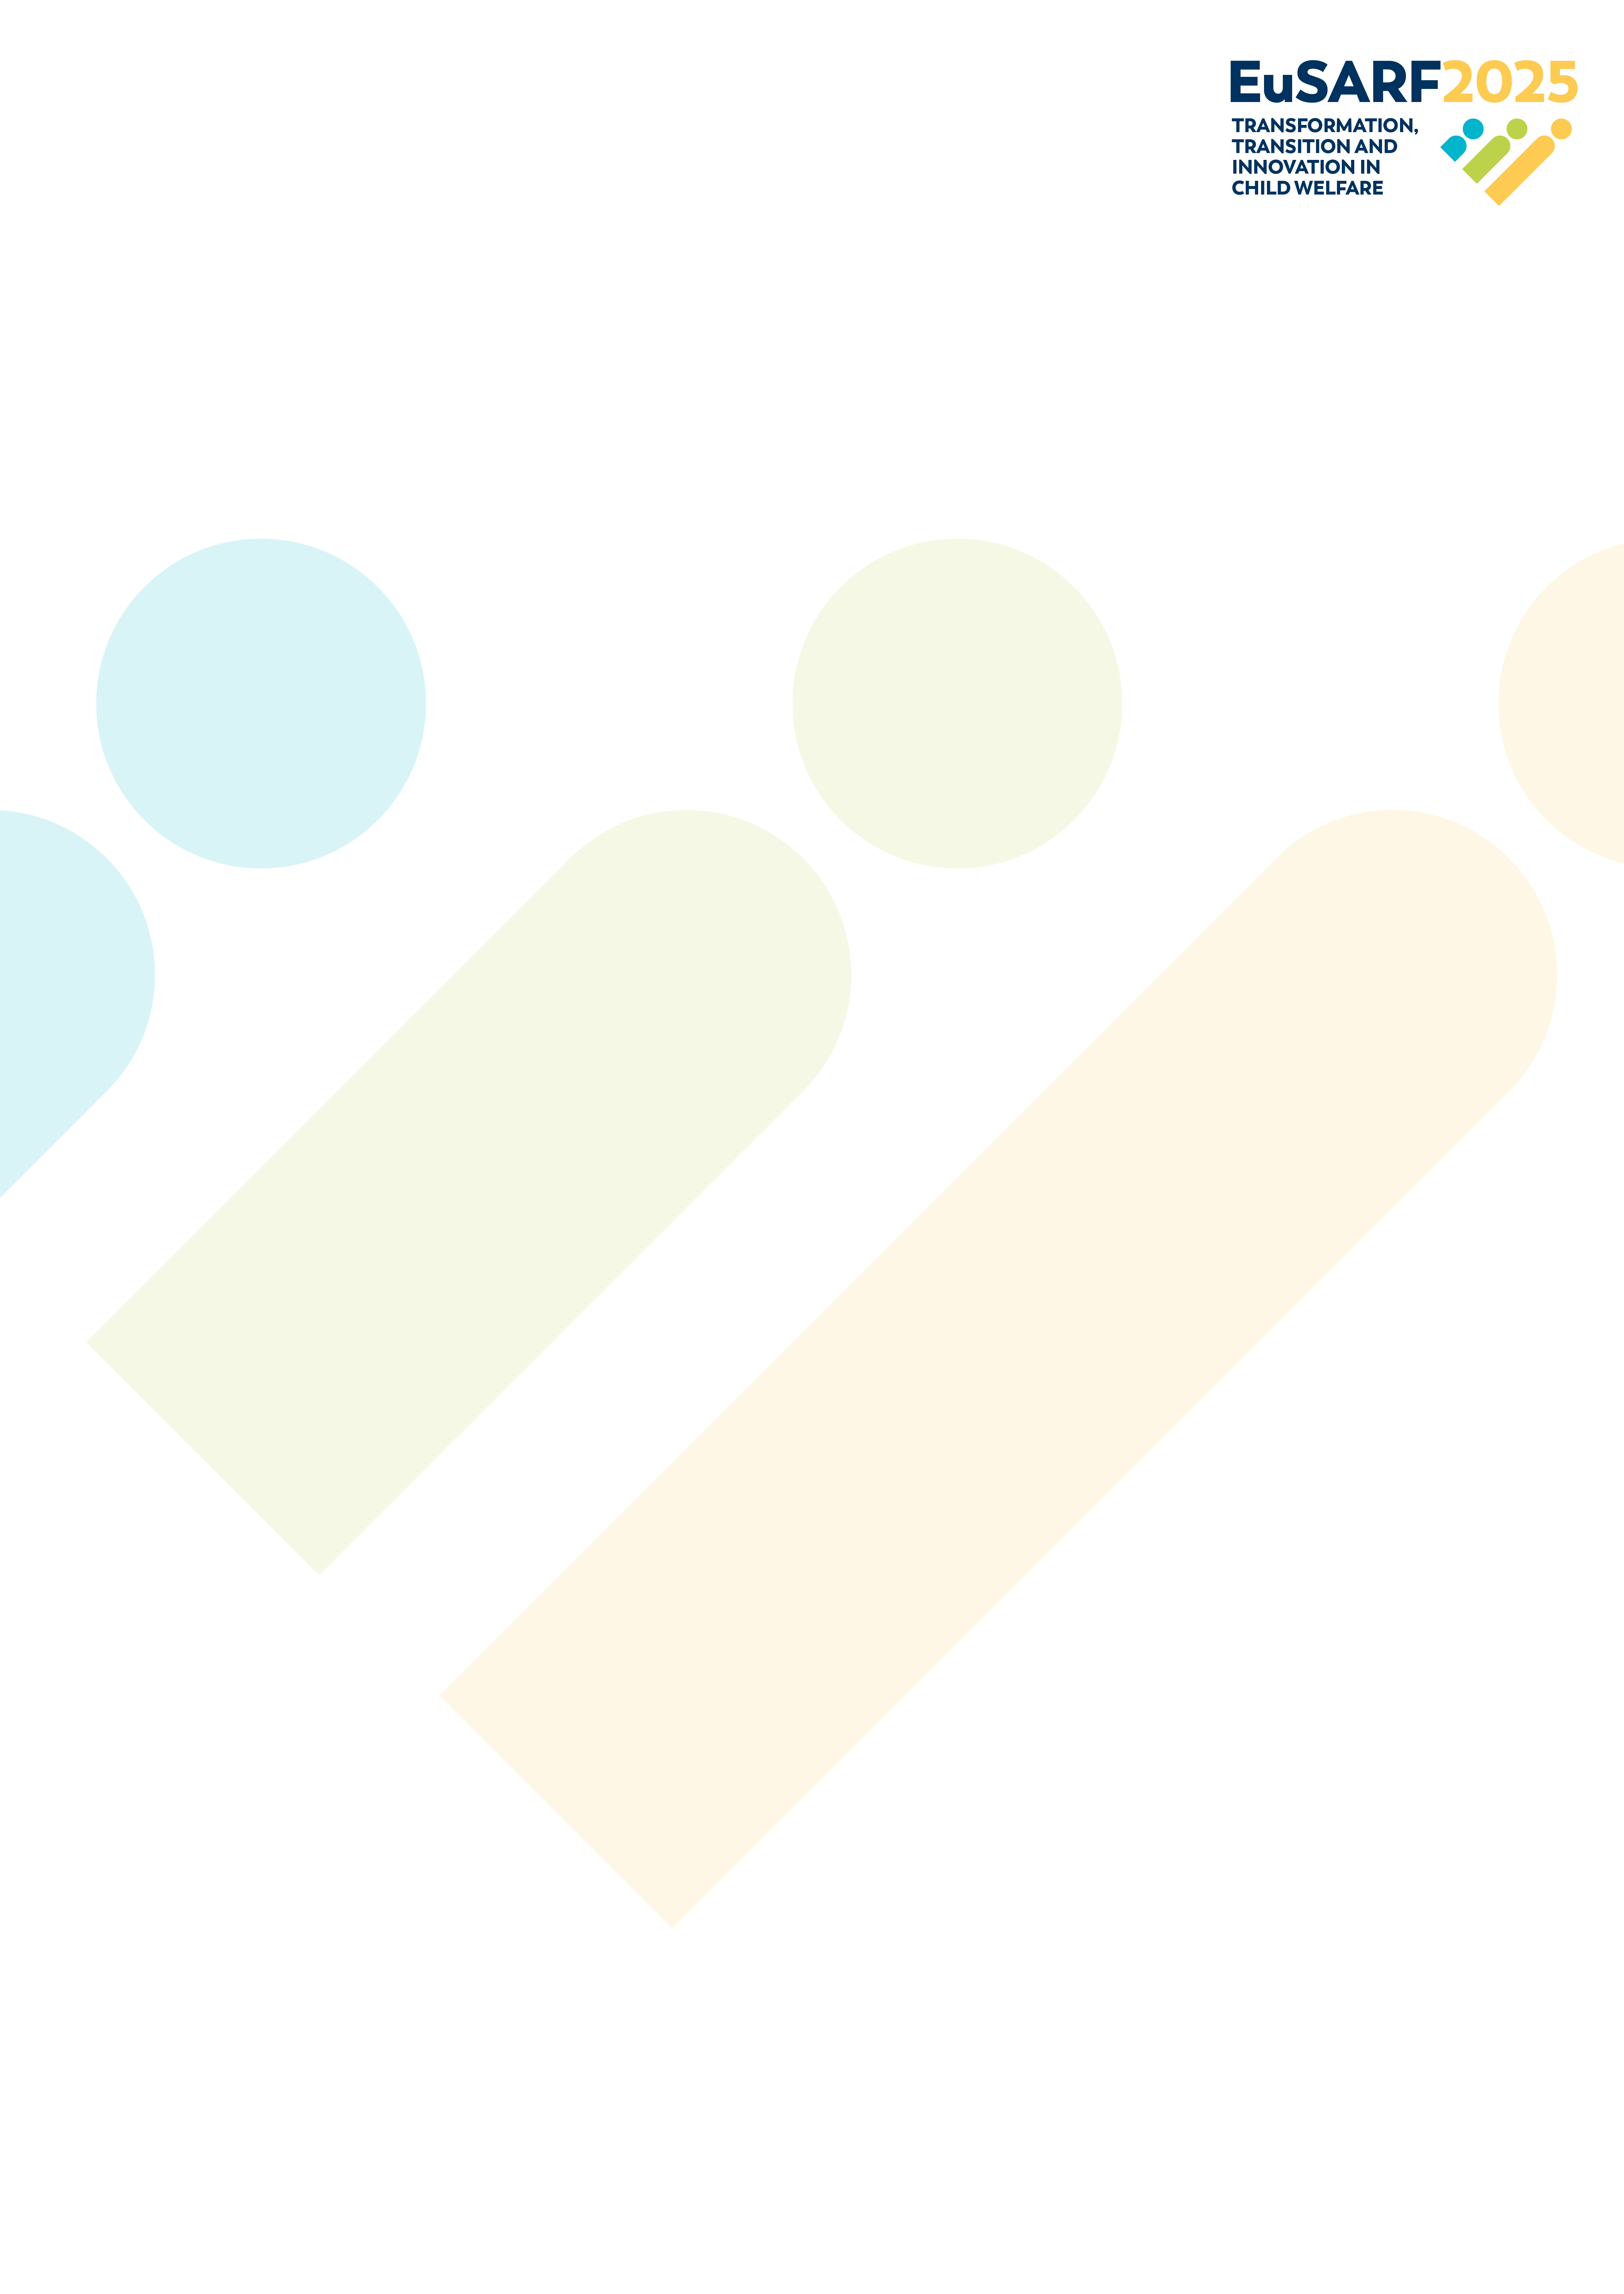 EuSARF2025
TRANSFORMATION,
TRANSITION AND
INNOVATION IN
CHILD WELFARE